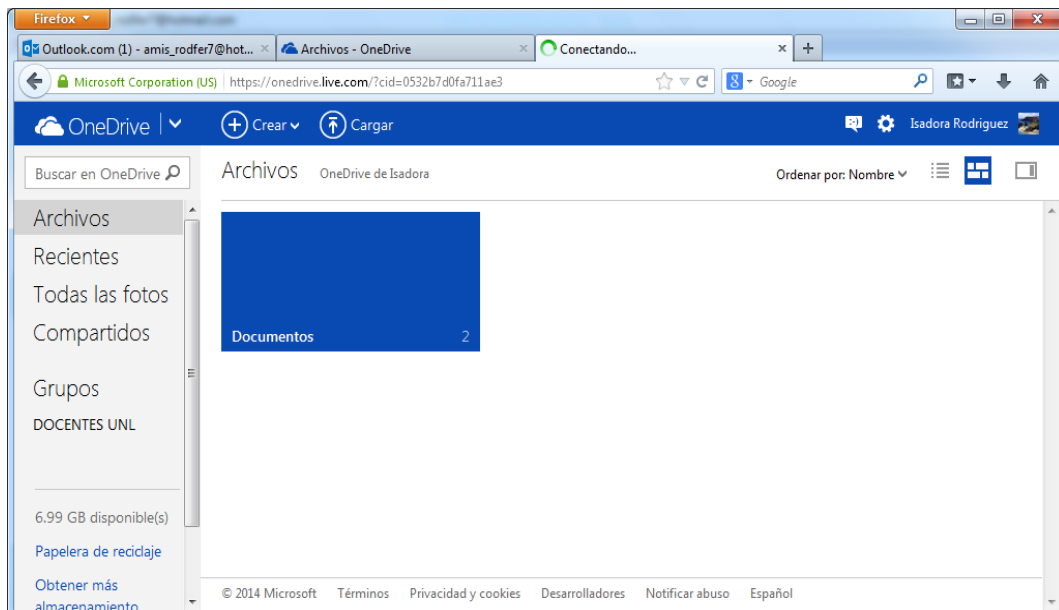 Firefox
Outlook.com (1) - amis_rodfer7@hot...
Archivos - OneDrive
Conectando...
Microsoft Corporation (US) https://onedrive.live.com/?cid=0532b7d0fa711ae3
Google
OneDrive
Crear
Cargar
Isadora Rodriguez
Buscar en OneDrive
Archivos OneDrive de Isadora
Ordenar por: Nombre
Archivos
Recientes
Todas las fotos
Compartidos
Grupos
DOCENTES UNL
6.99 GB disponible(s)
Papelera de reciclaje
Obtener más
almacenamiento
Documentos 2
© 2014 Microsoft Términos Privacidad y cookies Desarrolladores Notificar abuso Español